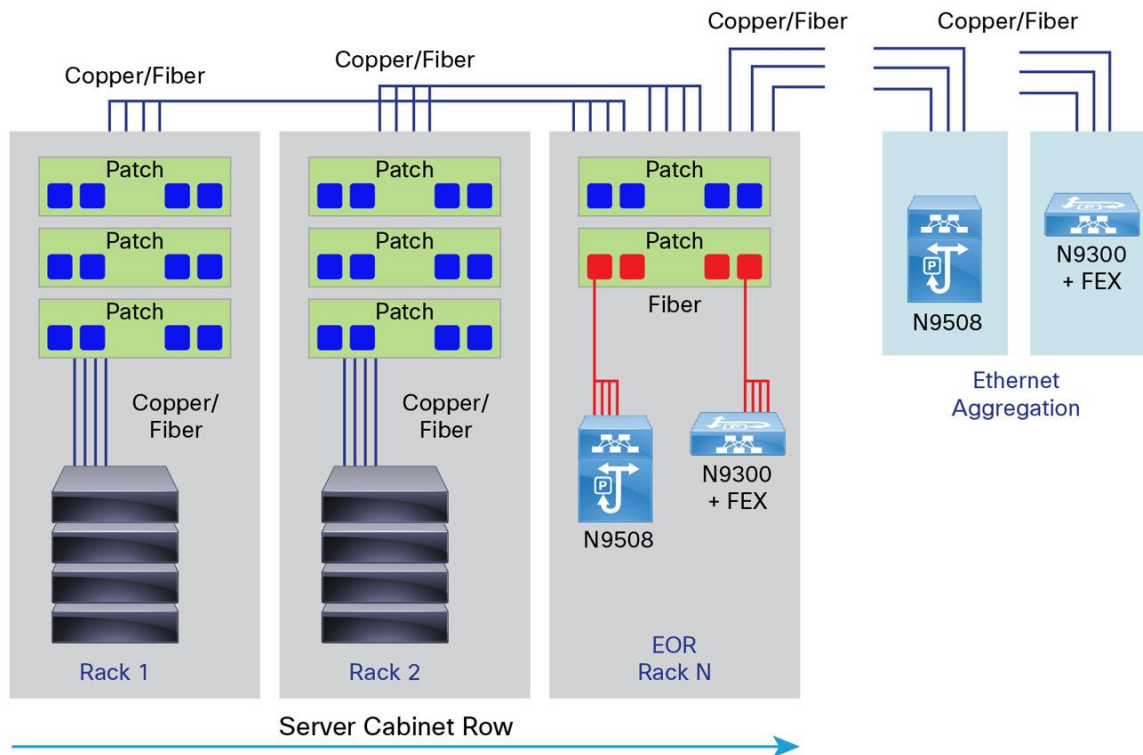 Copper/Fiber
Copper/Fiber
Copper/Fiber
Copper/Fiber
Patch
Patch
Patch
Copper/
Fiber
Rack 1
Patch
Patch
Patch
Copper/
Fiber
Rack 2
Patch
Patch
Fiber
P
N9508
P
N9300
+ FEX
EOR
Rack N
P
N9508
P
N9300
+ FEX
Ethernet
Aggregation
Server Cabinet Row